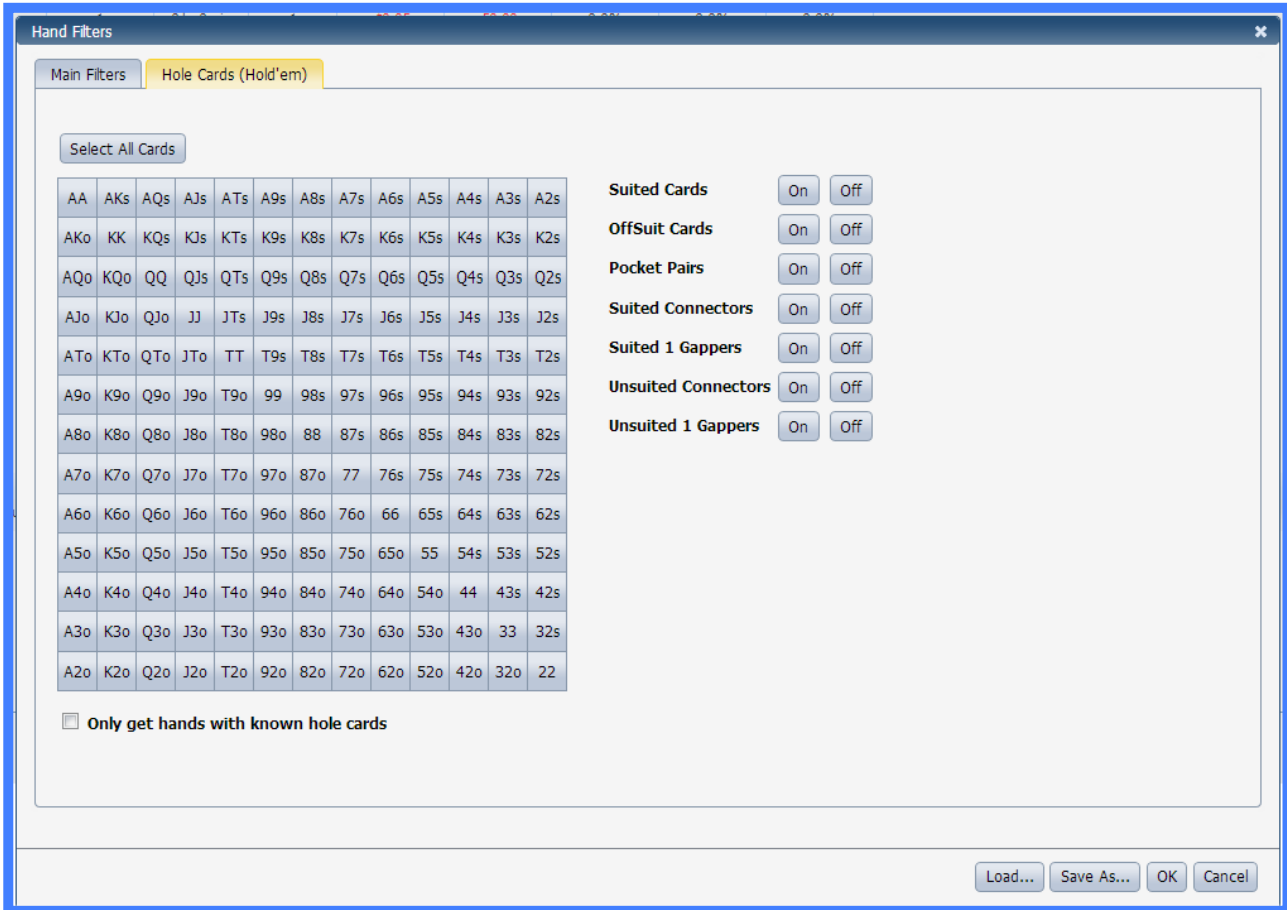 Hand Filters
Main Filters Hole Cards (Hold'em)
Select All Cards
AA AKs AQs AJs ATs A9s A8s A7s A6s A5s A4s A3s A2s
AKo KK KQs KJs KTs K9s K8s K7s K6s K5s K4s K3s K2s
AQo KQo QQ QJs QTs Q9s Q8s Q7s Q6s Q5s Q4s Q3s Q2s
AJo KJo QJo JJ JTs J9s J8s J7s J6s J5s J4s J3s J2s
ATo KTo QTo JTo TT T9s T8s T7s T6s T5s T4s T3s T2s
A9o K9o Q9o J9o T9o 99 98s 97s 96s 95s 94s 93s 92s
A8o K8o Q8o J8o T8o 98o 88 87s 86s 85s 84s 83s 82s
A7o K7o Q7o J7o T7o 97o 87o 77 76s 75s 74s 73s 72s
A6o K6o Q6o J6o T6o 96o 86o 76o 66 65s 64s 63s 62s
A5o K5o Q5o J5o T5o 95o 85o 75o 65o 55 54s 53s 52s
A4o K4o Q4o J4o T4o 94o 84o 74o 64o 54o 44 43s 42s
A3o K3o Q3o J3o T3o 93o 83o 73o 63o 53o 43o 33 32s
A2o K2o Q2o J2o T2o 92o 82o 72o 62o 52o 42o 32o 22
Only get hands with known hole cards
Suited Cards On Off
OffSuit Cards On Off
Pocket Pairs On Off
Suited Connectors On Off
Suited 1 Gappers On Off
Unsuited Connectors On Off
Unsuited 1 Gappers On Off
Load... Save As... OK Cancel